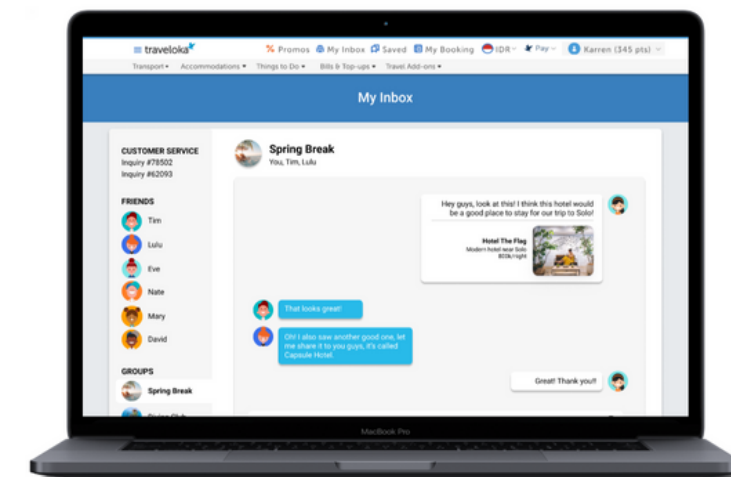 traveloka
% Promos My Inbox Saved My Booking IDR Pay Karren (345 pts)
Transport Accommodations Things to Do Bills & Top-ups Travel Add-ons
My Inbox
CUSTOMER SERVICE
Inquiry #78502
Inquiry #62093
FRIENDS
Tim
Lulu
Eve
Nate
Mary
David
GROUPS
Spring Break
Spring Break
You, Tim, Lulu
Hey guys, look at this! I think this hotel would
be a good place to stay for our trip to Solo!
Hotel The Flag
Modern hotel near Solo
800k/night
That looks great!
Oh! I also saw another good one, let
me share it to you guys, it's called
Capsule Hotel.
Great! Thank you!!
MacBook Pro